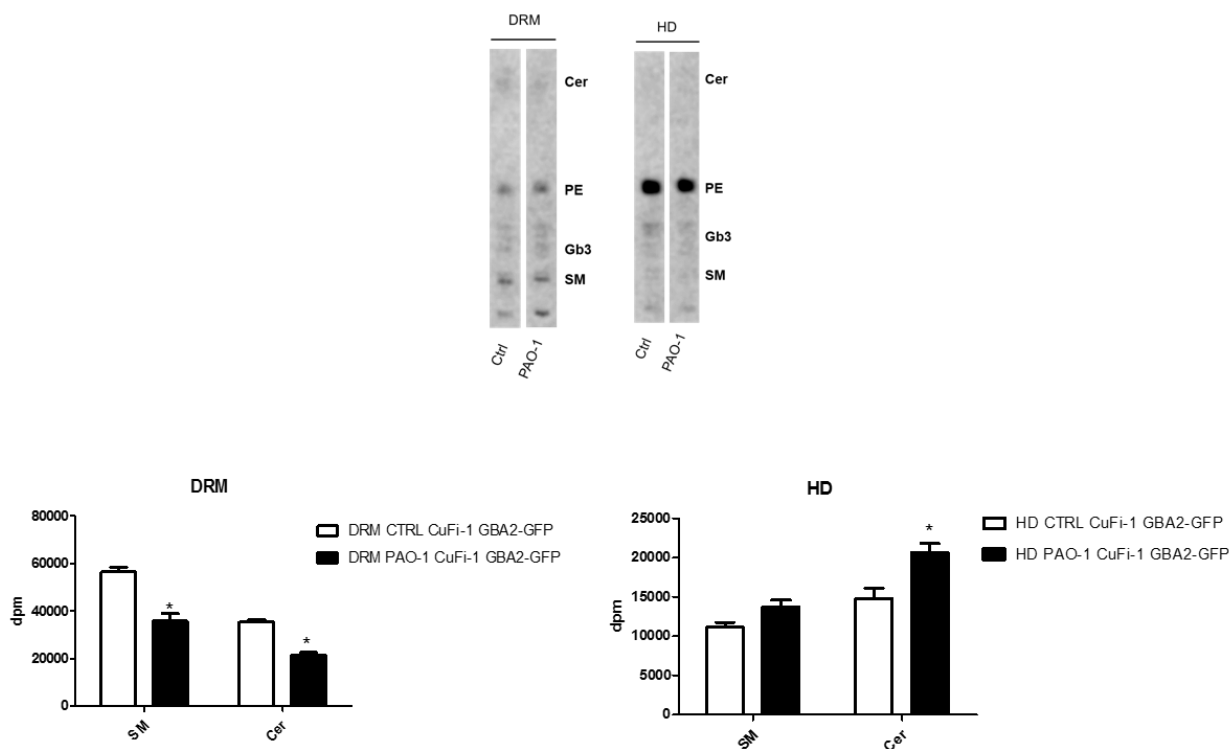 DRM
HD
Cer
PE
Gb3
SM
Cer
PE
Gb3
SM
Ctrl
PAO-1
Ctrl
PAO-1
DRM
80000
60000
40000
20000
0
dpm
*
*
SM
Cer
DRM CTRL CuFi-1 GBA2-GFP
DRM PAO-1 CuFi-1 GBA2-GFP
HD
25000
20000
15000
10000
5000
0
dpm
*
SM
Cer
HD CTRL CuFi-1 GBA2-GFP
HD PAO-1 CuFi-1 GBA2-GFP